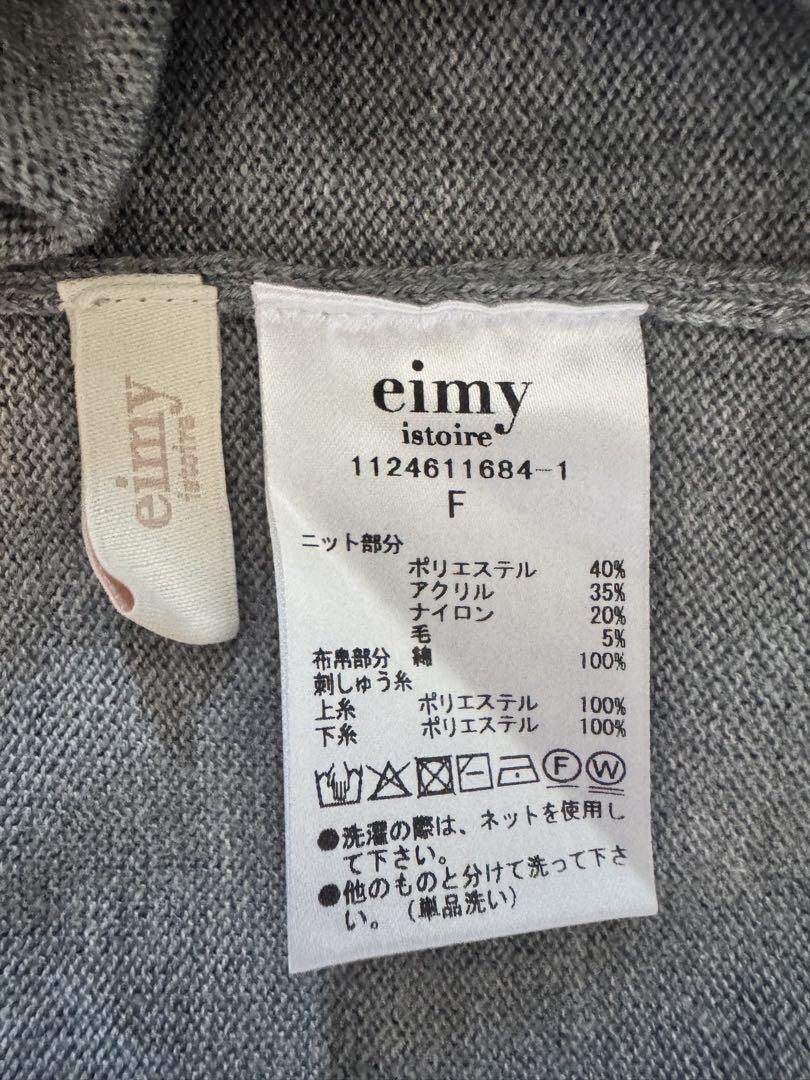 eimy
istoire
eimy
istoire
1124611684-1
F
ニット部分
ポリエステル 40%
アクリル 35%
ナイロン 20%
毛 5%
布帛部分 綿 100%
刺しゅう糸
上糸 ポリエステル 100%
下糸 ポリエステル 100%
F W
●洗濯の際は、ネットを使用し
て下さい。
●他のものと分けて洗って下さ
い。(単品洗い)